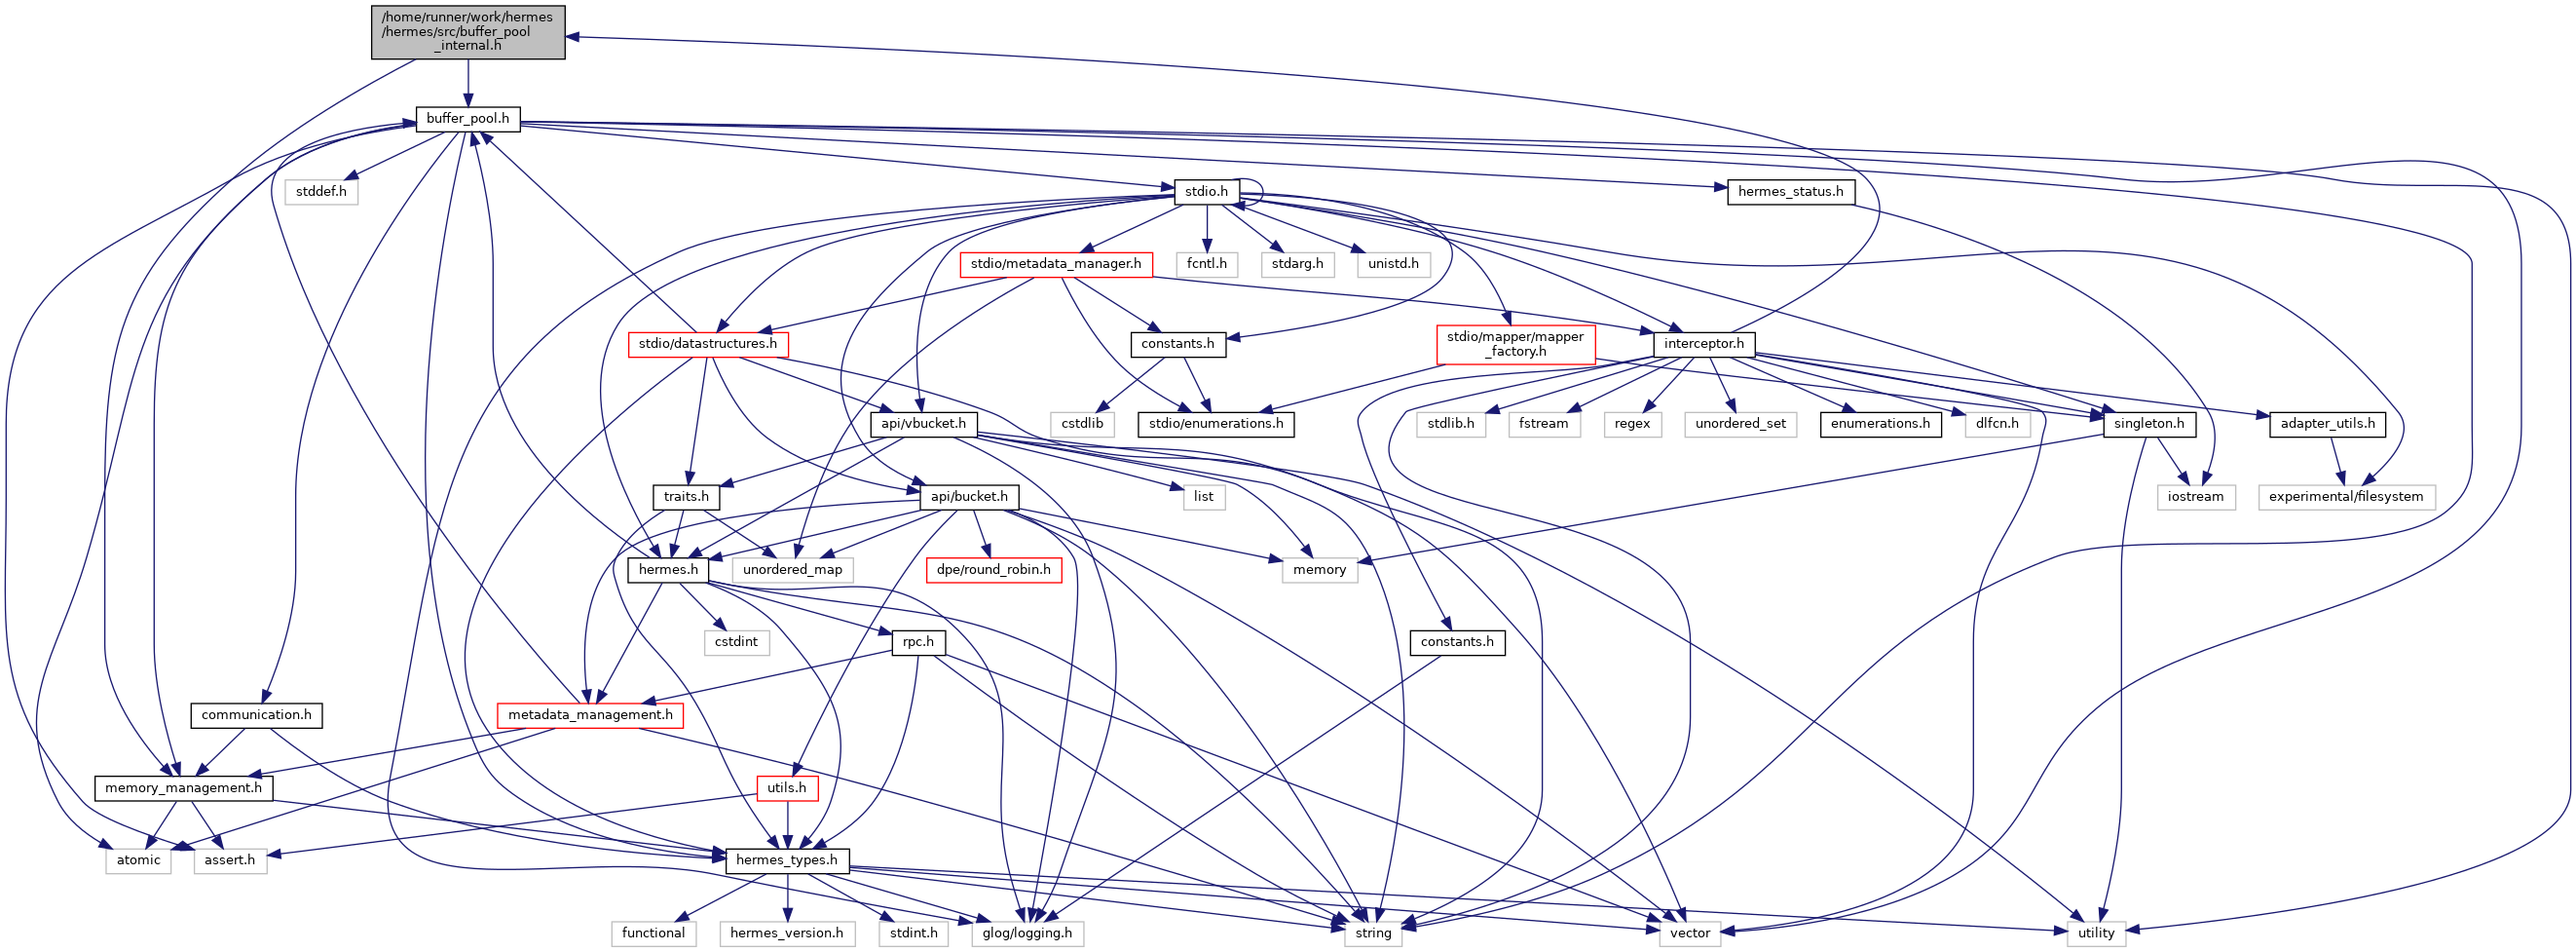 /home/runner/work/hermes
/hermes/src/buffer_pool
_internal.h
buffer_pool.h
stddef.h
stdio.h
hermes_status.h
stdio/metadata_manager.h
fcntl.h
stdarg.h
unistd.h
stdio/datastructures.h
constants.h
stdio/mapper/mapper
_factory.h
interceptor.h
api/vbucket.h
cstdlib
stdio/enumerations.h
stdlib.h
fstream
regex
unordered_set
enumerations.h
dlfcn.h
singleton.h
adapter_utils.h
traits.h
api/bucket.h
list
iostream
experimental/filesystem
hermes.h
unordered_map
dpe/round_robin.h
memory
cstdint
rpc.h
constants.h
communication.h
metadata_management.h
memory_management.h
utils.h
atomic
assert.h
hermes_types.h
functional
hermes_version.h
stdint.h
glog/logging.h
string
vector
utility